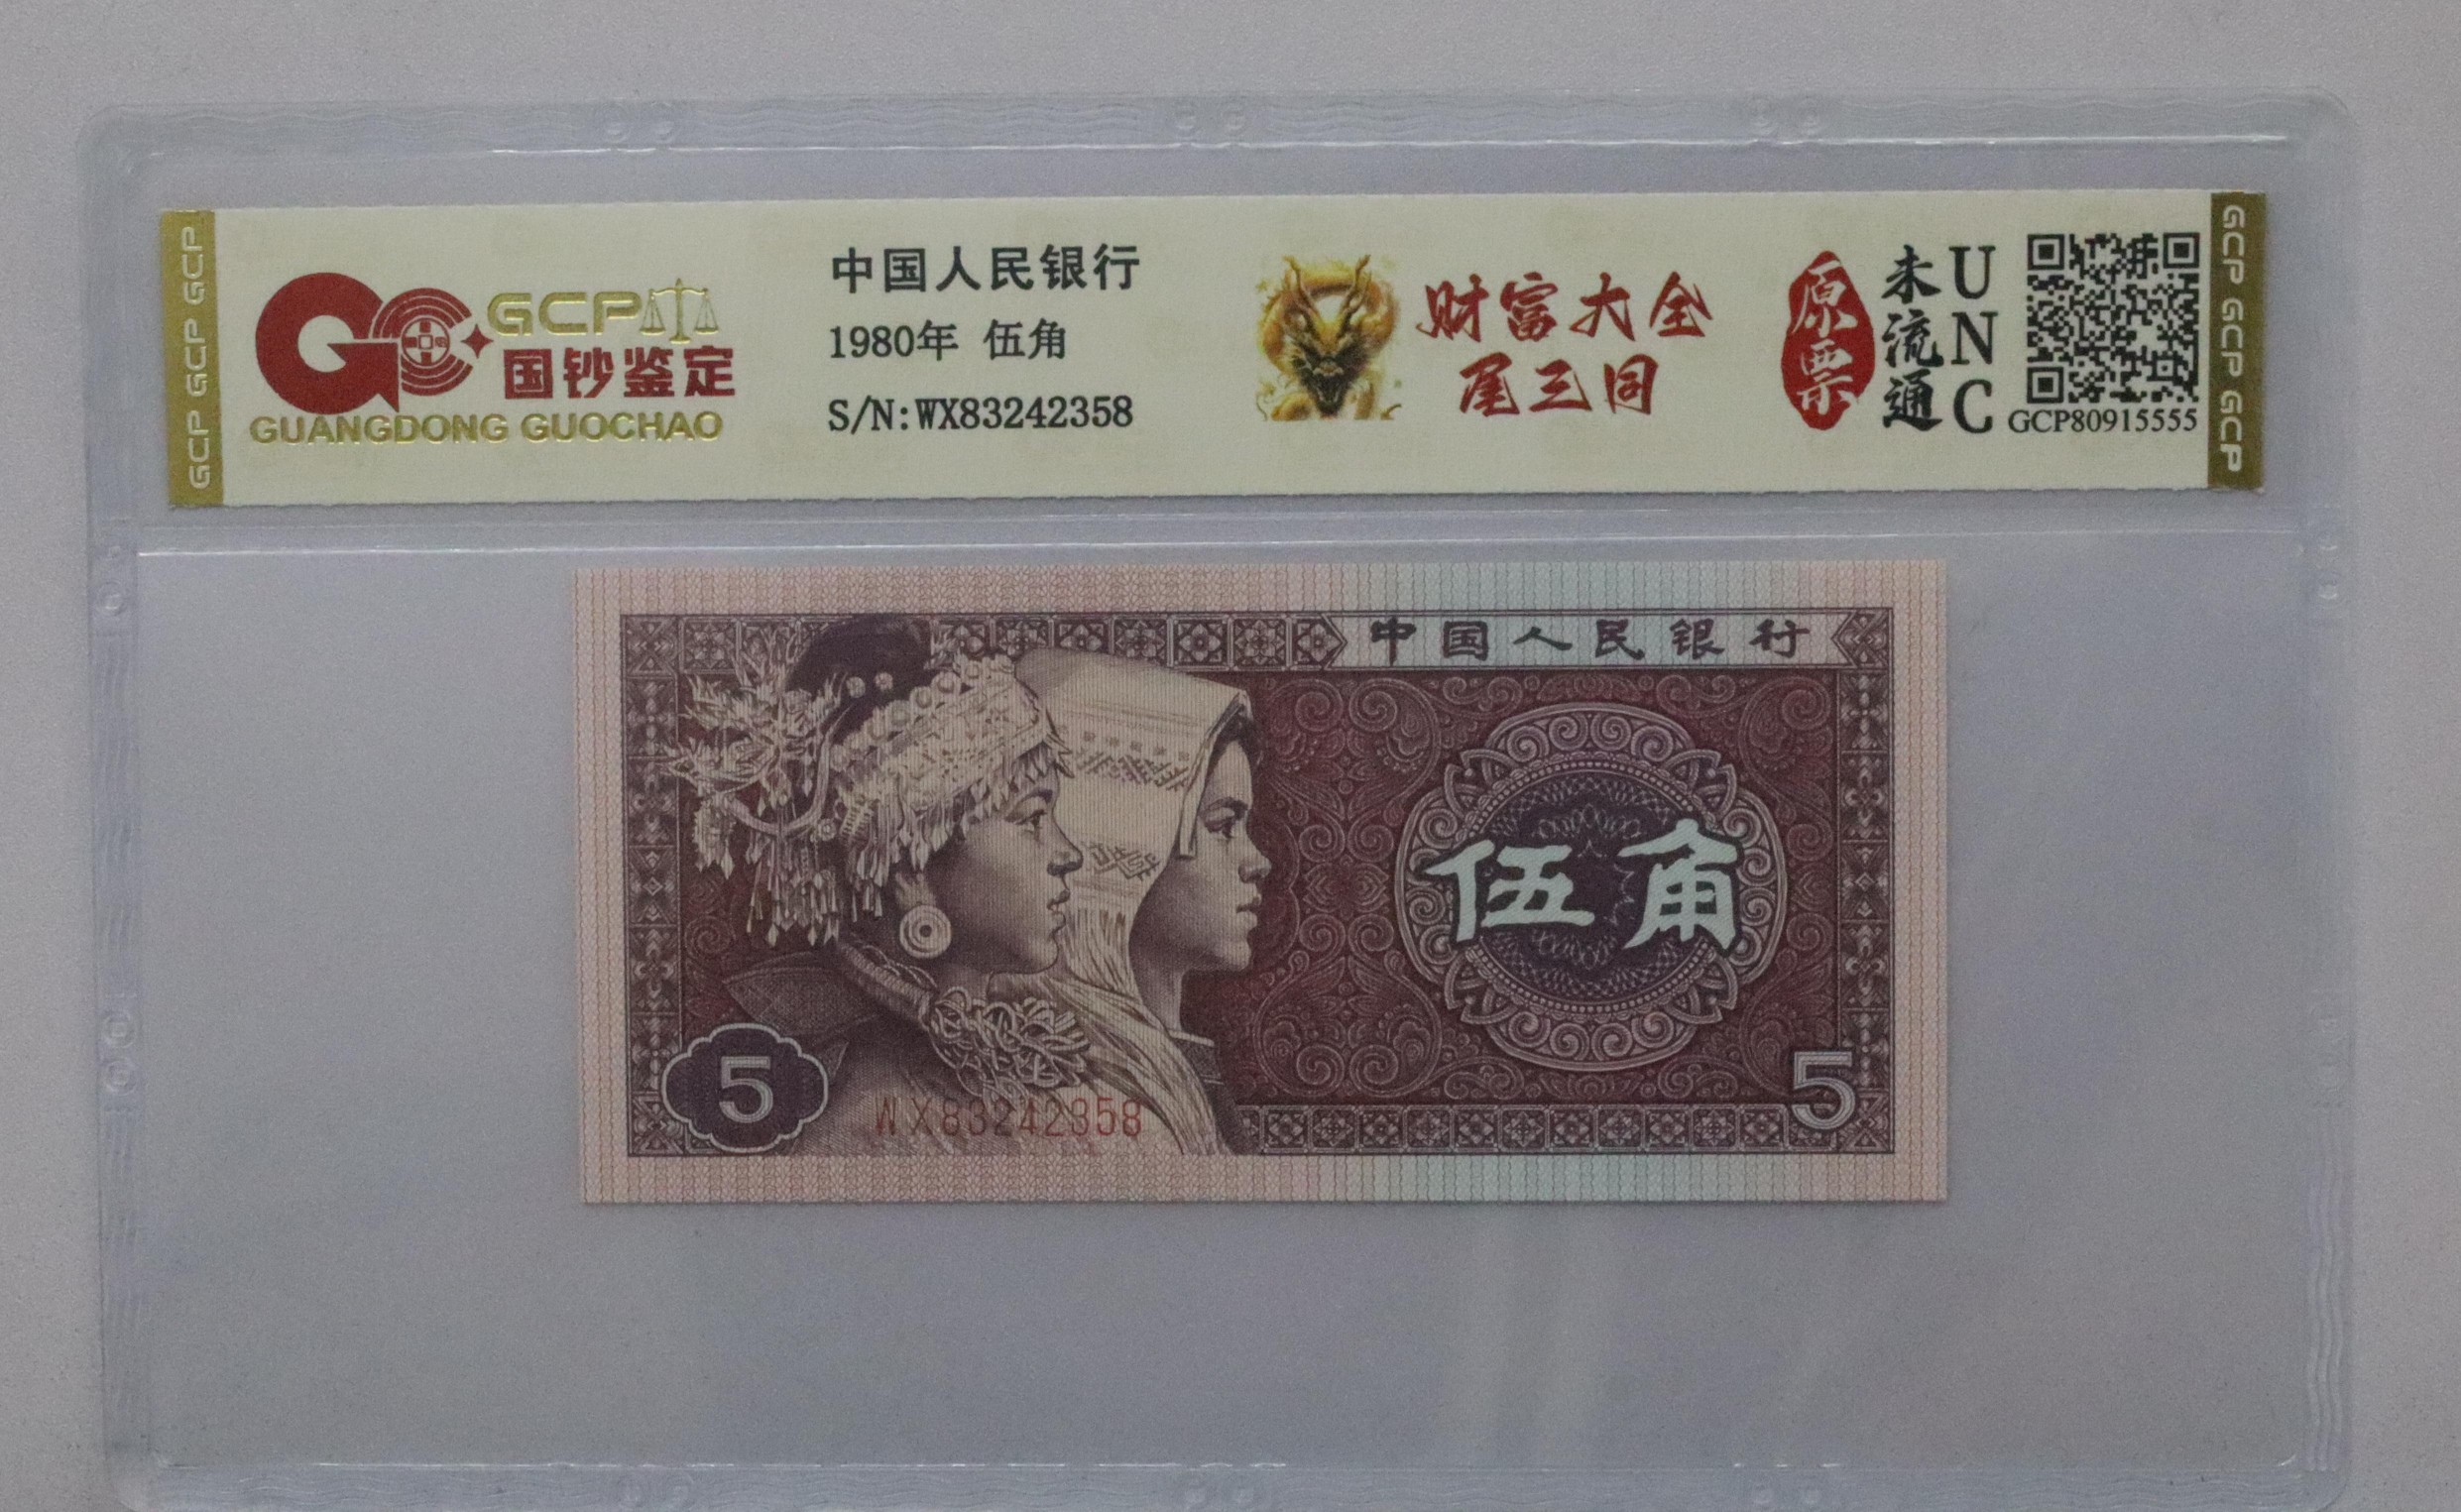 GCP GCP GCP
GCP
国钞鉴定
GUANGDONG GUOCHAO
中国人民银行
1980年 伍角
S/N:WX83242358
财富大全
尾三同
原票
未流通
UNC
GCP80915555
GCP GCP GCP
中国人民银行
伍角
5
WX83242358
5